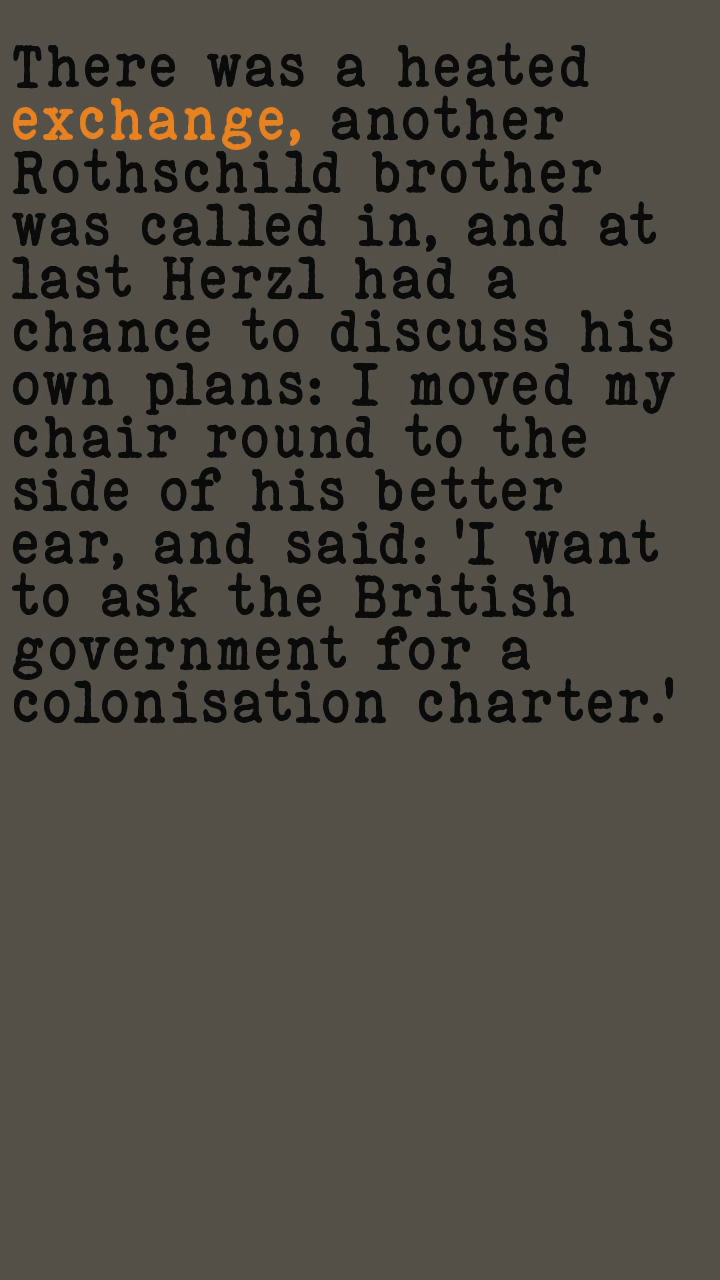 There was a heated
exchange, another
Rothschild brother
was called in, and at
last Herzl had a
chance to discuss his
own plans: I moved my
chair round to the
side of his better
ear, and said: 'I want
to ask the British
government for a
colonisation charter.'